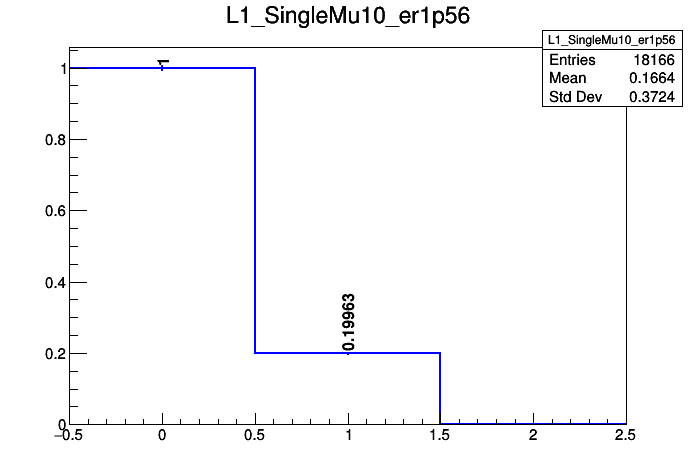 L1_SingleMu10_er1p56
L1_SingleMu10_er1p56
Entries 18166
Mean 0.1664
Std Dev 0.3724
1
0.8
0.6
0.4
0.2
0
1
0.19963
−0.5 0 0.5 1 1.5 2 2.5